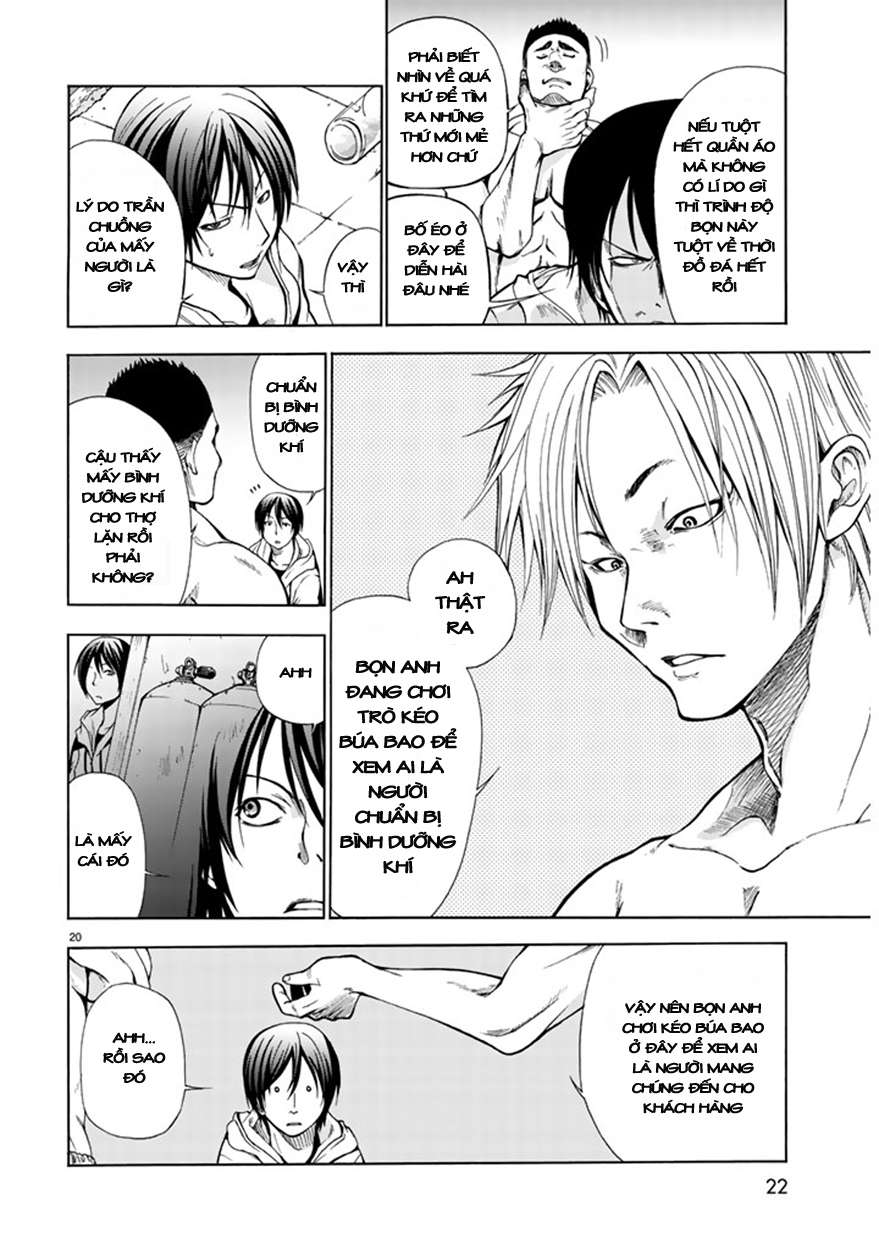 NẾU TUỘT
HẾT QUẦN ÁO
MÀ KHÔNG
CÓ LÍ DO GÌ
THÌ TRÌNH ĐỘ
BỌN NÀY
TUỘT VỀ THỜI
ĐỒ ĐÁ HẾT
RỒI
PHẢI BIẾT
NHÌN VỀ QUÁ
KHỨ ĐỂ TÌM
RA NHỮNG
THỨ MỚI MẺ
HƠN CHỨ
BỐ ÉO Ở
ĐÂY ĐỂ
DIỄN HÀI
ĐÂU NHÉ
VẬY
THÌ
LÝ DO TRẦN
CHUỒNG
CỦA MẤY
NGƯỜI LÀ
GÌ?
AH
THẬT
RA
BỌN ANH
ĐANG CHƠI
TRÒ KÉO
BÚA BAO ĐỂ
XEM AI LÀ
NGƯỜI
CHUẨN BỊ
BÌNH DƯỠNG
KHÍ
CHUẨN
BỊ BÌNH
DƯỠNG
KHÍ
CẬU THẤY
MẤY BÌNH
DƯỠNG KHÍ
CHO THỢ
LẶN RỒI
PHẢI
KHÔNG?
AHH
LÀ MẤY
CÁI ĐÓ
20
VẬY NÊN BỌN ANH
CHƠI KÉO BÚA BAO
Ở ĐÂY ĐỂ XEM AI
LÀ NGƯỜI MANG
CHÚNG ĐẾN CHO
KHÁCH HÀNG
AHH...
RỒI SAO
ĐÓ
22